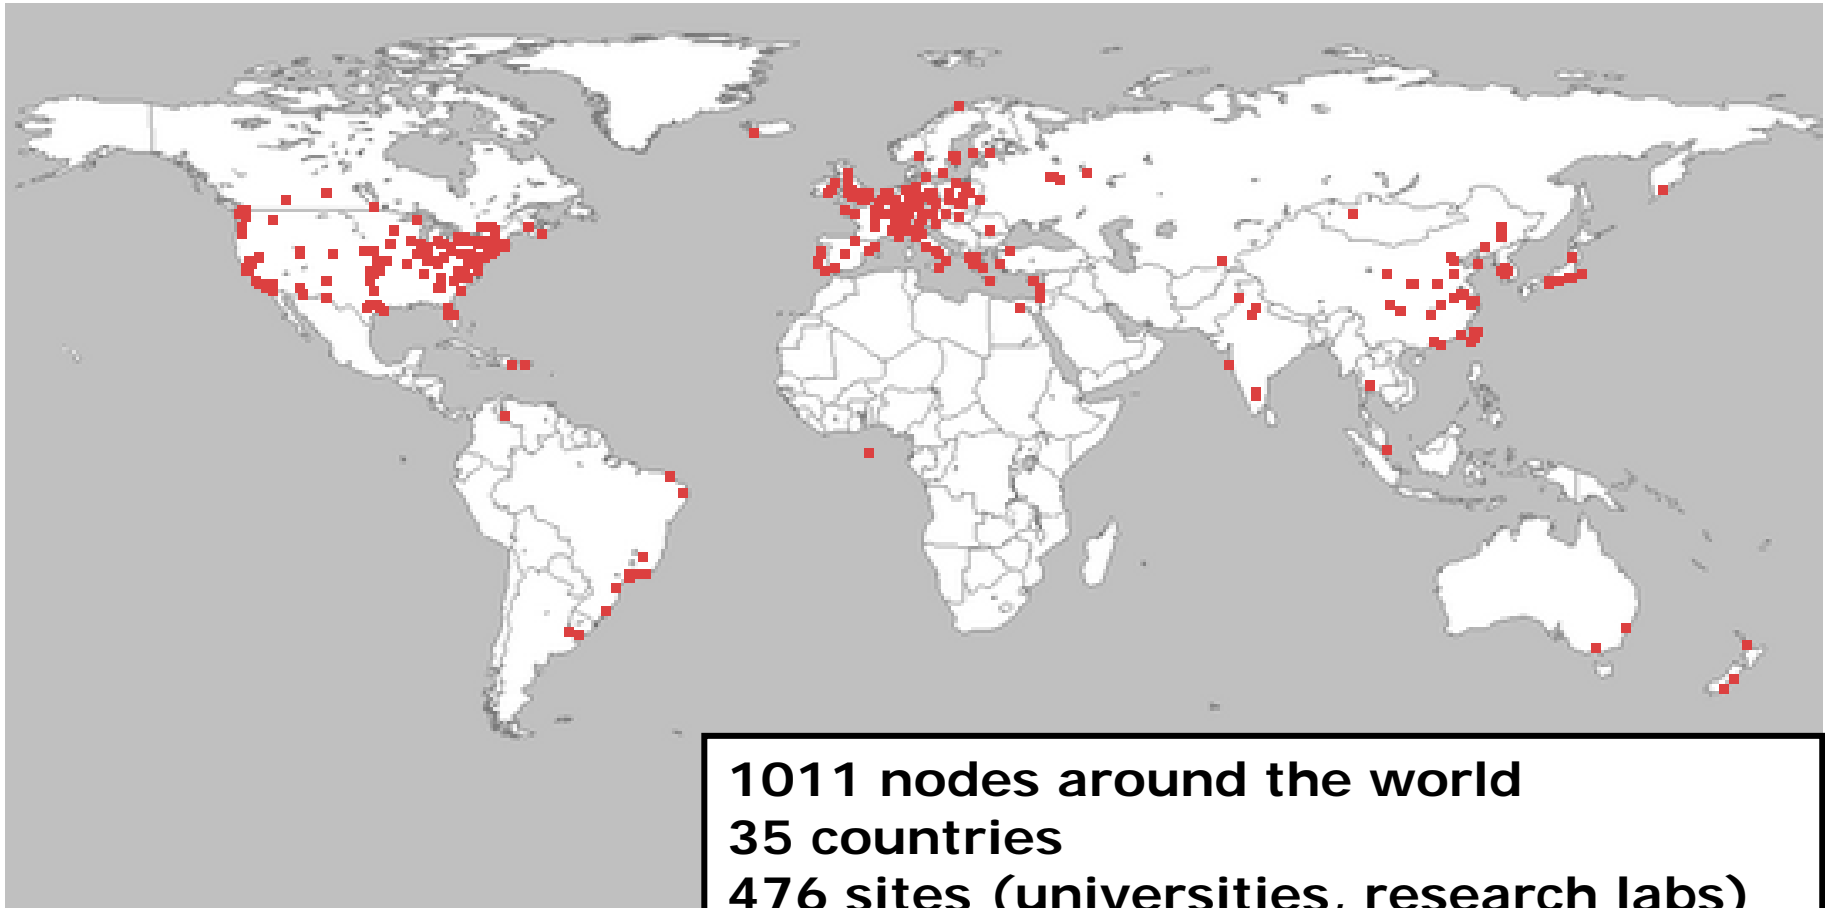 1011 nodes around the world
35 countries
476 sites (universities, research labs)